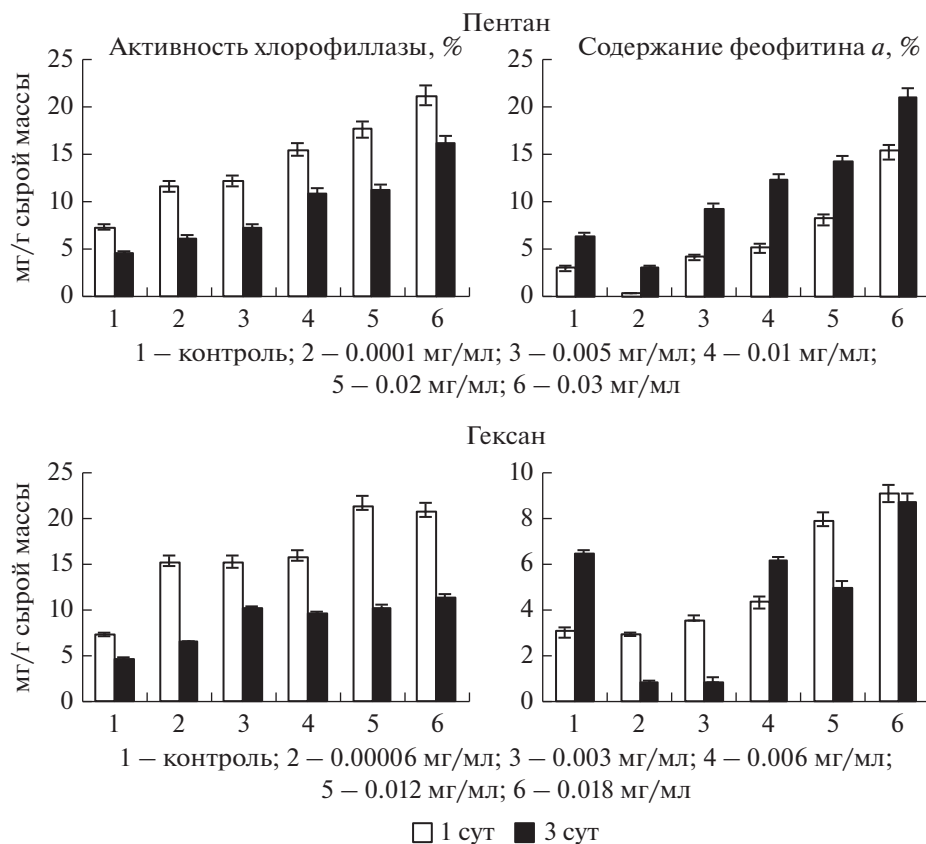 Пентан
Активность хлорофиллазы, %
Содержание феофитина a, %
мг/г сырой массы
25
20
15
10
5
0
1 2 3 4 5 6
25
20
15
10
5
0
1 2 3 4 5 6
1 – контроль; 2 – 0.0001 мг/мл; 3 – 0.005 мг/мл; 4 – 0.01 мг/мл;
5 – 0.02 мг/мл; 6 – 0.03 мг/мл
Гексан
мг/г сырой массы
25
20
15
10
5
0
1 2 3 4 5 6
10
8
6
4
2
0
1 2 3 4 5 6
1 – контроль; 2 – 0.00006 мг/мл; 3 – 0.003 мг/мл; 4 – 0.006 мг/мл;
5 – 0.012 мг/мл; 6 – 0.018 мг/мл
1 сут 3 сут